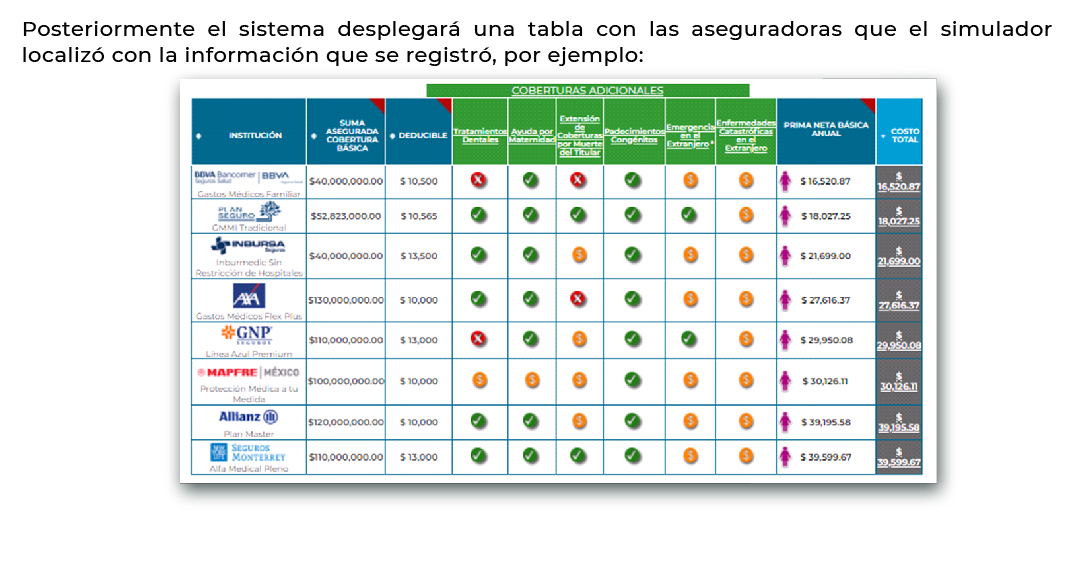 Posteriormente el sistema desplegará una tabla con las aseguradoras que el simulador
localizó con la información que se registró, por ejemplo:
COBERTURAS ADICIONALES
INSTITUCIÓN SUMA ASEGURADA COBERTURA BÁSICA DEDUCIBLE Tratamientos Dentales Ayuda por Maternidad Extensión de Coberturas por Muerte del Titular Padecimientos Congénitos Emergencia en el Extranjero* Enfermedades Catastróficas en el Extranjero PRIMA NETA BÁSICA ANUAL COSTO TOTAL
BBVA Bancomer BBVA
Seguros Salud
Gastos Médicos Familiar
$40,000,000.00 $ 10,500 $ $ $ 16,520.87 $ 16,520.87
PLAN SEGURO
GMMI Tradicional
$52,823,000.00 $ 10,565 $ $ 18,027.25 $ 18,027.25
INBURSA
Seguros
Inburmedic Sin
Restricción de Hospitales
$40,000,000.00 $ 13,500 $ $ $ $ 21,699.00 $ 21,699.00
AXA
Gastos Médicos Flex Plus
$130,000,000.00 $ 10,000 $ $ $ 27,616.37 $ 27,616.37
GNP
SEGUROS
Línea Azul Premium
$110,000,000.00 $ 13,000 $ $ $ 29,950.08 $ 29,950.08
MAPFRE MÉXICO
Protección Médica a tu
Medida
$100,000,000.00 $ 10,000 $ $ $ $ $ $ 30,126.11 $ 30,126.11
Allianz
Plan Master
$120,000,000.00 $ 10,000 $ $ $ $ 39,195.58 $ 39,195.58
SEGUROS
MONTERREY
Alfa Medical Pleno
$110,000,000.00 $ 13,000 $ $ $ 39,599.67 $ 39,599.67